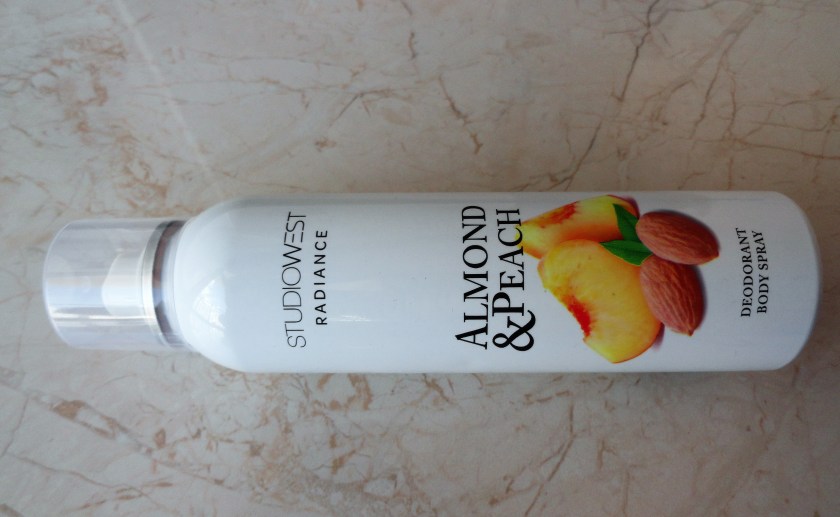 STUDIOWEST
RADIANCE
ALMOND
&PEACH
DEODORANT
BODY SPRAY